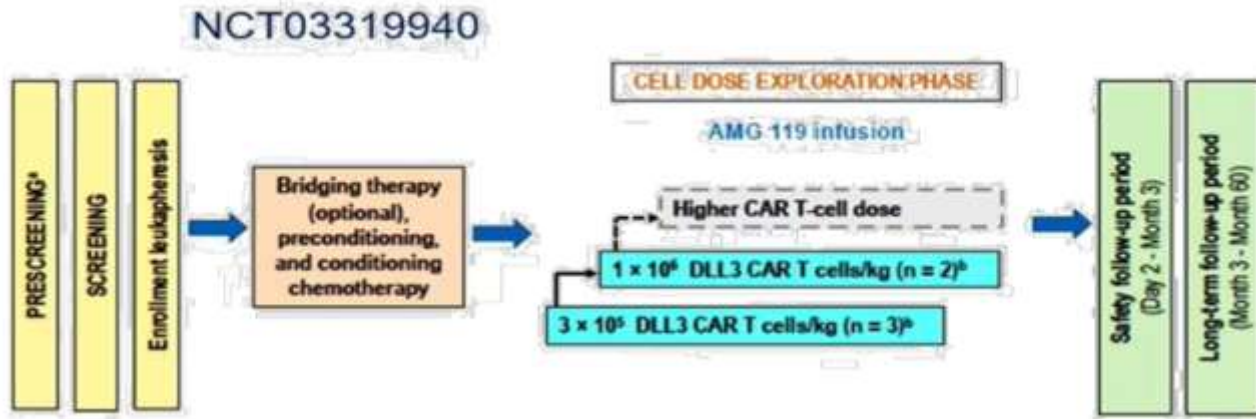 NCT03319940
PRESCREENINGᵃ
SCREENING
Enrollment leukapheresis
Bridging therapy
(optional),
preconditioning,
and conditioning
chemotherapy
CELL DOSE EXPLORATION PHASE
AMG 119 infusion
Higher CAR T-cell dose
1 × 10⁶ DLL3 CAR T cells/kg (n = 2)ᵇ
3 × 10⁵ DLL3 CAR T cells/kg (n = 3)ᵇ
Safety follow-up period
(Day 2 - Month 3)
Long-term follow-up period
(Month 3 - Month 60)